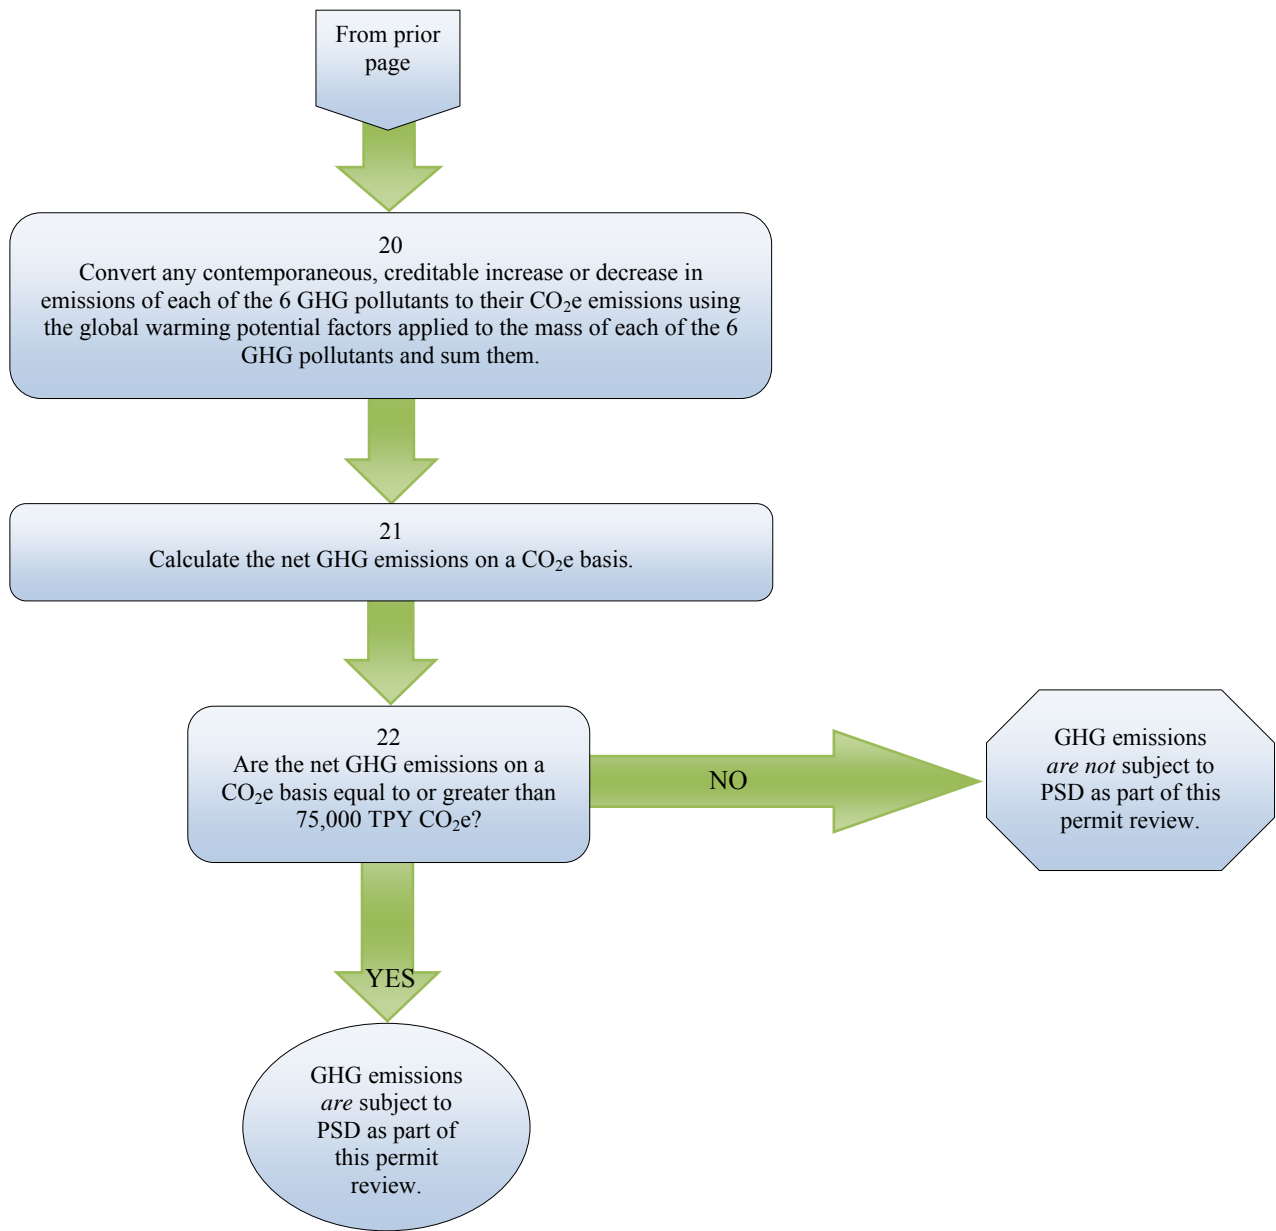 From prior
page
20
Convert any contemporaneous, creditable increase or decrease in
emissions of each of the 6 GHG pollutants to their CO₂e emissions using
the global warming potential factors applied to the mass of each of the 6
GHG pollutants and sum them.
21
Calculate the net GHG emissions on a CO₂e basis.
22
Are the net GHG emissions on a
CO₂e basis equal to or greater than
75,000 TPY CO₂e?
NO
GHG emissions
are not subject to
PSD as part of this
permit review.
YES
GHG emissions
are subject to
PSD as part of
this permit
review.